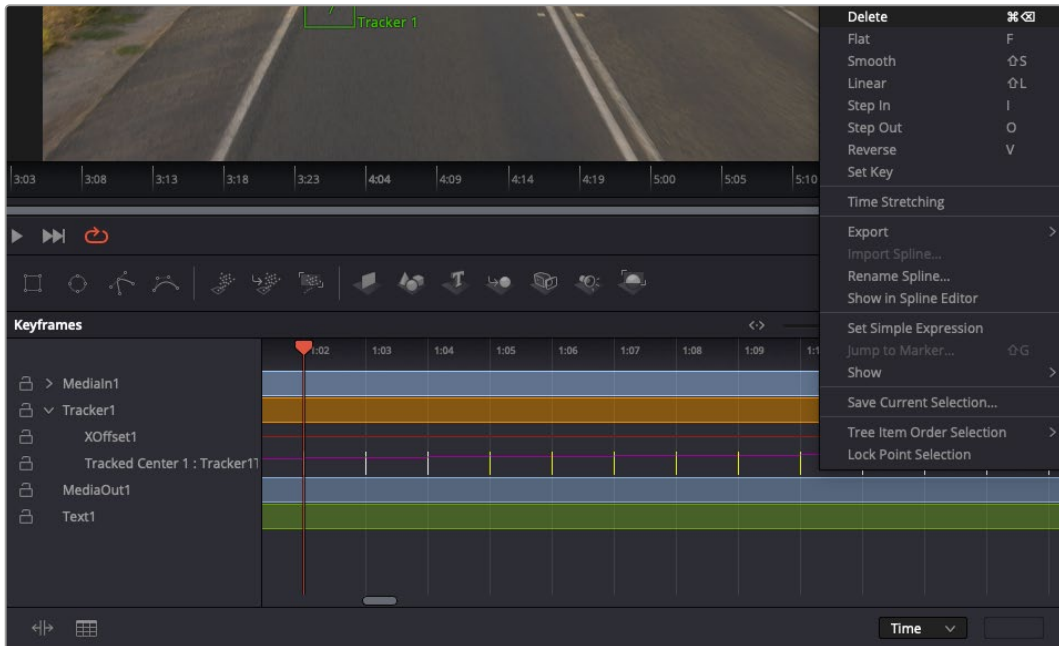 Tracker 1
Delete ⌘⌫
Flat F
Smooth ⇧S
Linear ⇧L
Step In I
Step Out O
Reverse V
Set Key
Time Stretching
Export >
Import Spline...
Rename Spline...
Show in Spline Editor
Set Simple Expression
Jump to Marker... ⇧G
Show >
Save Current Selection...
Tree Item Order Selection >
Lock Point Selection
3:03 3:08 3:13 3:18 3:23 4:04 4:09 4:14 4:19 5:00 5:05 5:10
Keyframes
1:02 1:03 1:04 1:05 1:06 1:07 1:08 1:09
MediaIn1
Tracker1
XOffset1
Tracked Center 1 : Tracker1
MediaOut1
Text1
Time